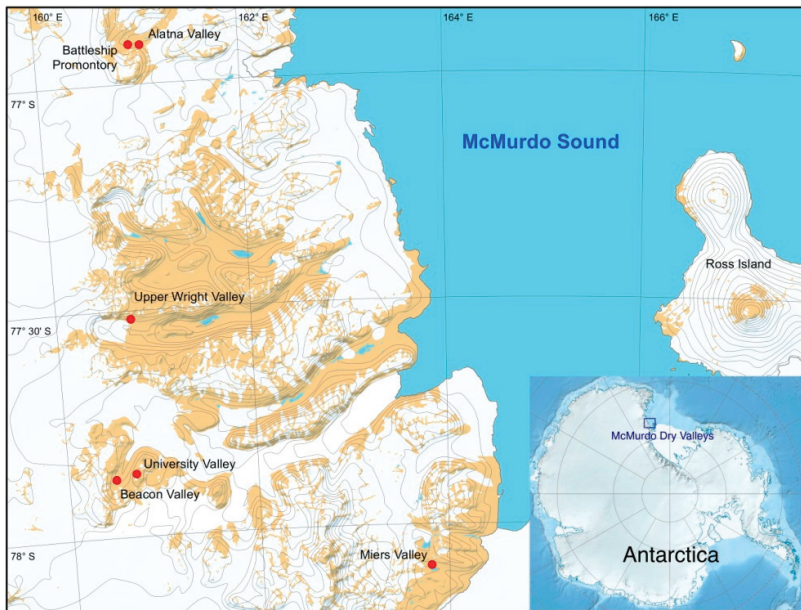 160° E
162° E
164° E
166° E
Alatna Valley
Battleship
Promontory
77° S
McMurdo Sound
Ross Island
Upper Wright Valley
77° 30' S
McMurdo Dry Valleys
University Valley
Beacon Valley
Miers Valley
78° S
Antarctica